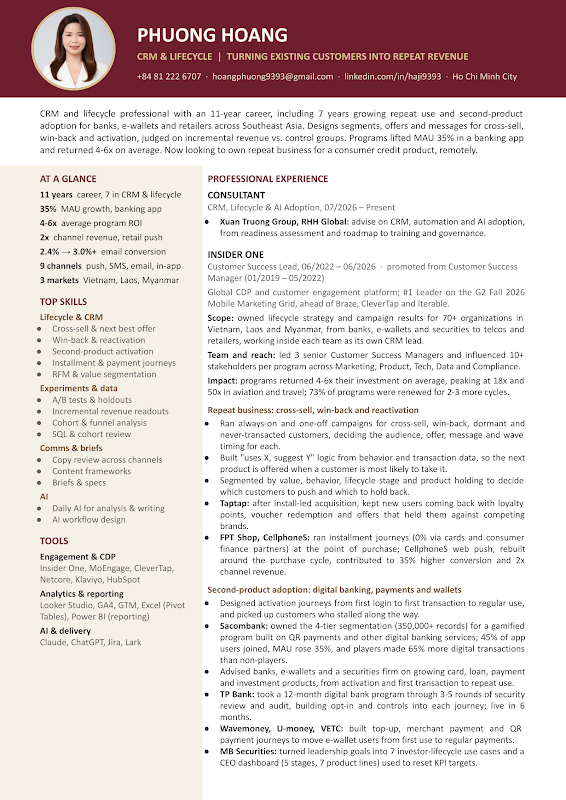 PHUONG HOANG
CRM & LIFECYCLE | TURNING EXISTING CUSTOMERS INTO REPEAT REVENUE
+84 81 222 6707 · hoangphuong9393@gmail.com · linkedin.com/in/haji9393 · Ho Chi Minh City
CRM and lifecycle professional with an 11-year career, including 7 years growing repeat use and second-product
adoption for banks, e-wallets and retailers across Southeast Asia. Designs segments, offers and messages for cross-sell,
win-back and activation, judged on incremental revenue vs. control groups. Programs lifted MAU 35% in a banking app
and returned 4-6x on average. Now looking to own repeat business for a consumer credit product, remotely.
AT A GLANCE
11 years career, 7 in CRM & lifecycle
35% MAU growth, banking app
4-6x average program ROI
2x channel revenue, retail push
2.4% → 3.0%+ email conversion
9 channels push, SMS, email, in-app
3 markets Vietnam, Laos, Myanmar
TOP SKILLS
Lifecycle & CRM
● Cross-sell & next best offer
● Win-back & reactivation
● Second-product activation
● Installment & payment journeys
● RFM & value segmentation
Experiments & data
● A/B tests & holdouts
● Incremental revenue readouts
● Cohort & funnel analysis
● SQL & cohort review
Comms & briefs
● Copy review across channels
● Content frameworks
● Briefs & specs
AI
● Daily AI for analysis & writing
● AI workflow design
TOOLS
Engagement & CDP
Insider One, MoEngage, CleverTap,
Netcore, Klaviyo, HubSpot
Analytics & reporting
Looker Studio, GA4, GTM, Excel (Pivot
Tables), Power BI (reporting)
AI & delivery
Claude, ChatGPT, Jira, Lark
PROFESSIONAL EXPERIENCE
CONSULTANT
CRM, Lifecycle & AI Adoption, 07/2026 – Present
● Xuan Truong Group, RHH Global: advise on CRM, automation and AI adoption,
from readiness assessment and roadmap to training and governance.
INSIDER ONE
Customer Success Lead, 06/2022 – 06/2026 · promoted from Customer Success
Manager (01/2019 – 05/2022)
Global CDP and customer engagement platform; #1 Leader on the G2 Fall 2026
Mobile Marketing Grid, ahead of Braze, CleverTap and Iterable.
Scope: owned lifecycle strategy and campaign results for 70+ organizations in
Vietnam, Laos and Myanmar, from banks, e-wallets and securities to telcos and
retailers, working inside each team as its own CRM lead.
Team and reach: led 3 senior Customer Success Managers and influenced 10+
stakeholders per program across Marketing, Product, Tech, Data and Compliance.
Impact: programs returned 4-6x their investment on average, peaking at 18x and
50x in aviation and travel; 73% of programs were renewed for 2-3 more cycles.
Repeat business: cross-sell, win-back and reactivation
● Ran always-on and one-off campaigns for cross-sell, win-back, dormant and
never-transacted customers, deciding the audience, offer, message and wave
timing for each.
● Built "uses X, suggest Y" logic from behavior and transaction data, so the next
product is offered when a customer is most likely to take it.
● Segmented by value, behavior, lifecycle stage and product holding to decide
which customers to push and which to hold back.
● Taptap: after install-led acquisition, kept new users coming back with loyalty
points, voucher redemption and offers that held them against competing
brands.
● FPT Shop, CellphoneS: ran installment journeys (0% via cards and consumer
finance partners) at the point of purchase; CellphoneS web push, rebuilt
around the purchase cycle, contributed to 35% higher conversion and 2x
channel revenue.
Second-product adoption: digital banking, payments and wallets
● Designed activation journeys from first login to first transaction to regular use,
and picked up customers who stalled along the way.
● Sacombank: owned the 4-tier segmentation (350,000+ records) for a gamified
program built on QR payments and other digital banking services; 45% of app
users joined, MAU rose 35%, and players made 65% more digital transactions
than non-players.
● Advised banks, e-wallets and a securities firm on growing card, loan, payment
and investment products, from activation and first transaction to repeat use.
● TP Bank: took a 12-month digital bank program through 3-5 rounds of security
review and audit, building opt-in and controls into each journey; live in 6
months.
● Wavemoney, U-money, VETC: built top-up, merchant payment and QR
payment journeys to move e-wallet users from first use to regular payments.
● MB Securities: turned leadership goals into 7 investor-lifecycle use cases and a
CEO dashboard (5 stages, 7 product lines) used to reset KPI targets.